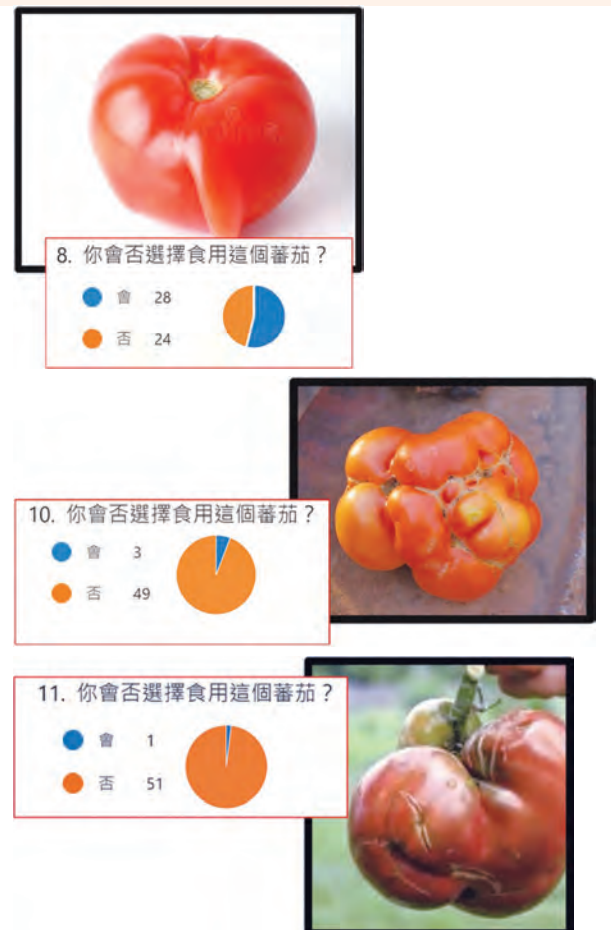 8. 你會否選擇食用這個蕃茄？
會 28
否 24
10. 你會否選擇食用這個蕃茄？
會 3
否 49
11. 你會否選擇食用這個蕃茄？
會 1
否 51